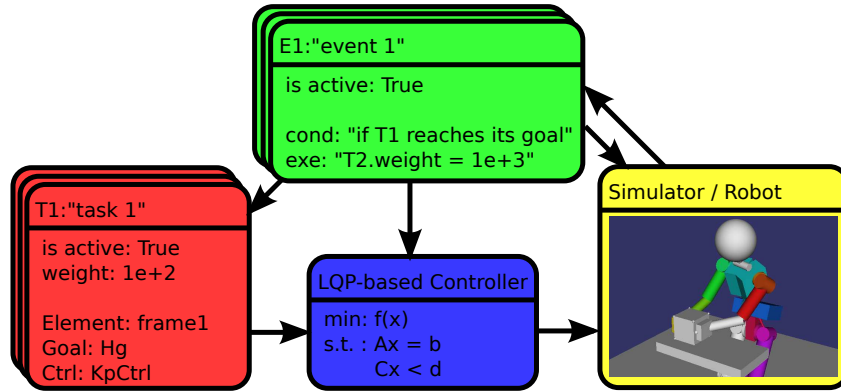 E1:"event 1"
is active: True
cond: "if T1 reaches its goal"
exe: "T2.weight = 1e+3"
T1:"task 1"
is active: True
weight: 1e+2
Element: frame1
Goal: Hg
Ctrl: KpCtrl
LQP-based Controller
min: f(x)
s.t. : Ax = b
Cx < d
Simulator / Robot